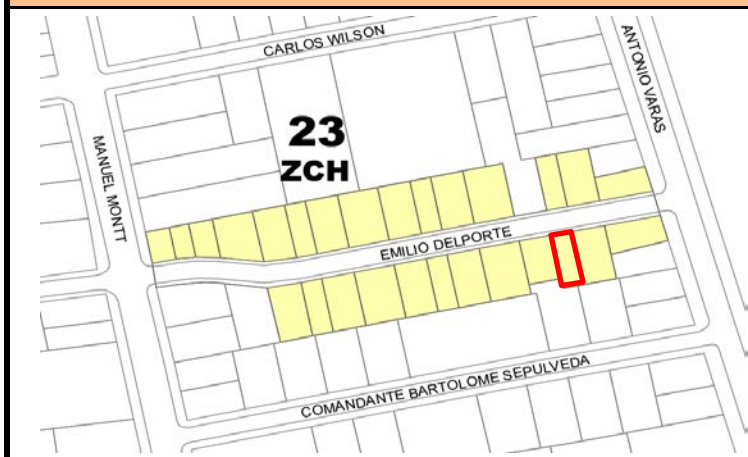 CARLOS WILSON
ANTONIO VARAS
MANUEL MONTT
23
ZCH
EMILIO DELPORTE
COMANDANTE BARTOLOME SEPULVEDA